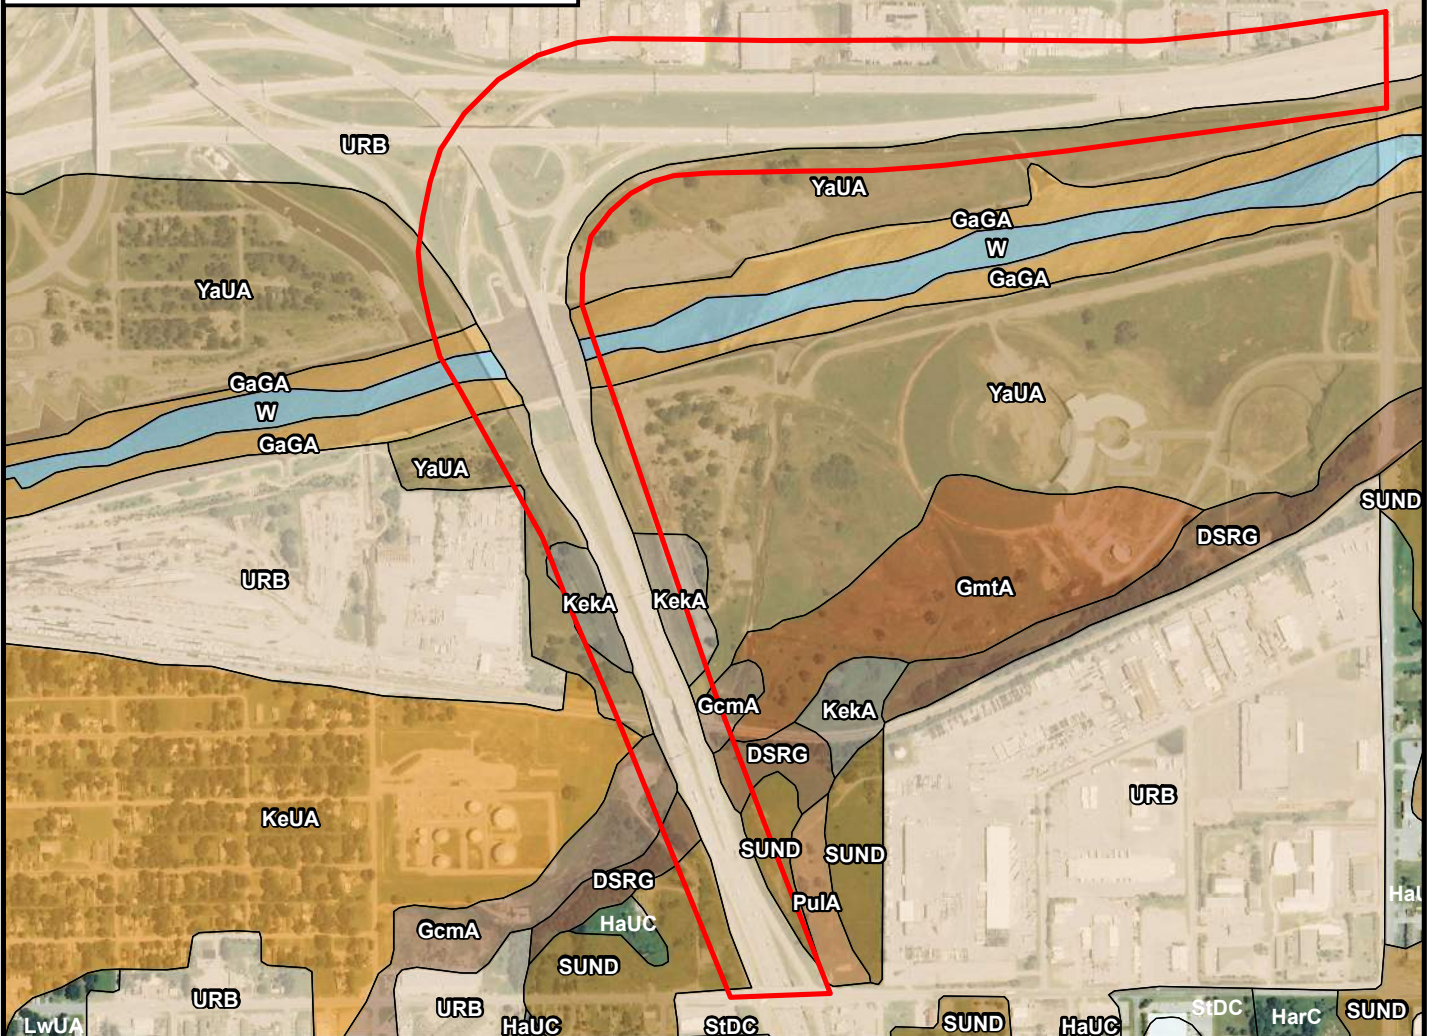 URB
YaUA
YaUA
GaGA
W
GaGA
GaGA
W
GaGA
YaUA
YaUA
SUND
DSRG
URB
KekA
KekA
GmtA
GcmA
KekA
DSRG
URB
KeUA
SUND
SUND
DSRG
PulA
HaU
HaUC
GcmA
SUND
URB
URB
StDC
HarC
SUND
LwUA
HaUC
StDC
SUND
HaUC